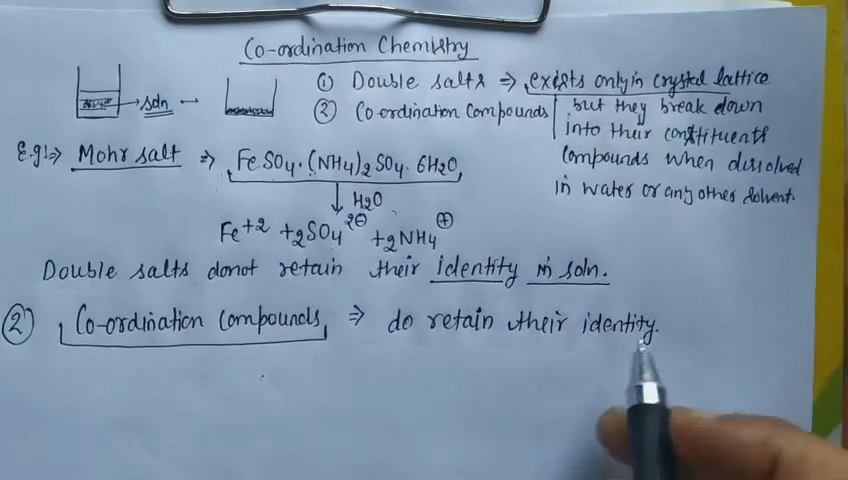 Co-ordination Chemistry
① Double salts ⇒ exists only in crystal lattice
→ soln
② Co ordination Compounds
but they break down
into their constituents
compounds when dissolved
in water or any other solvent.
E.g1 ⇒ Mohr salt ⇒ FeSO4·(NH4)2SO4·6H2O
↓ H2O
Fe+2 + 2SO4 2⊖ + 2NH4 ⊕
Double salts donot retain their identity in soln.
② Co-ordination Compounds ⇒ do retain their identity.